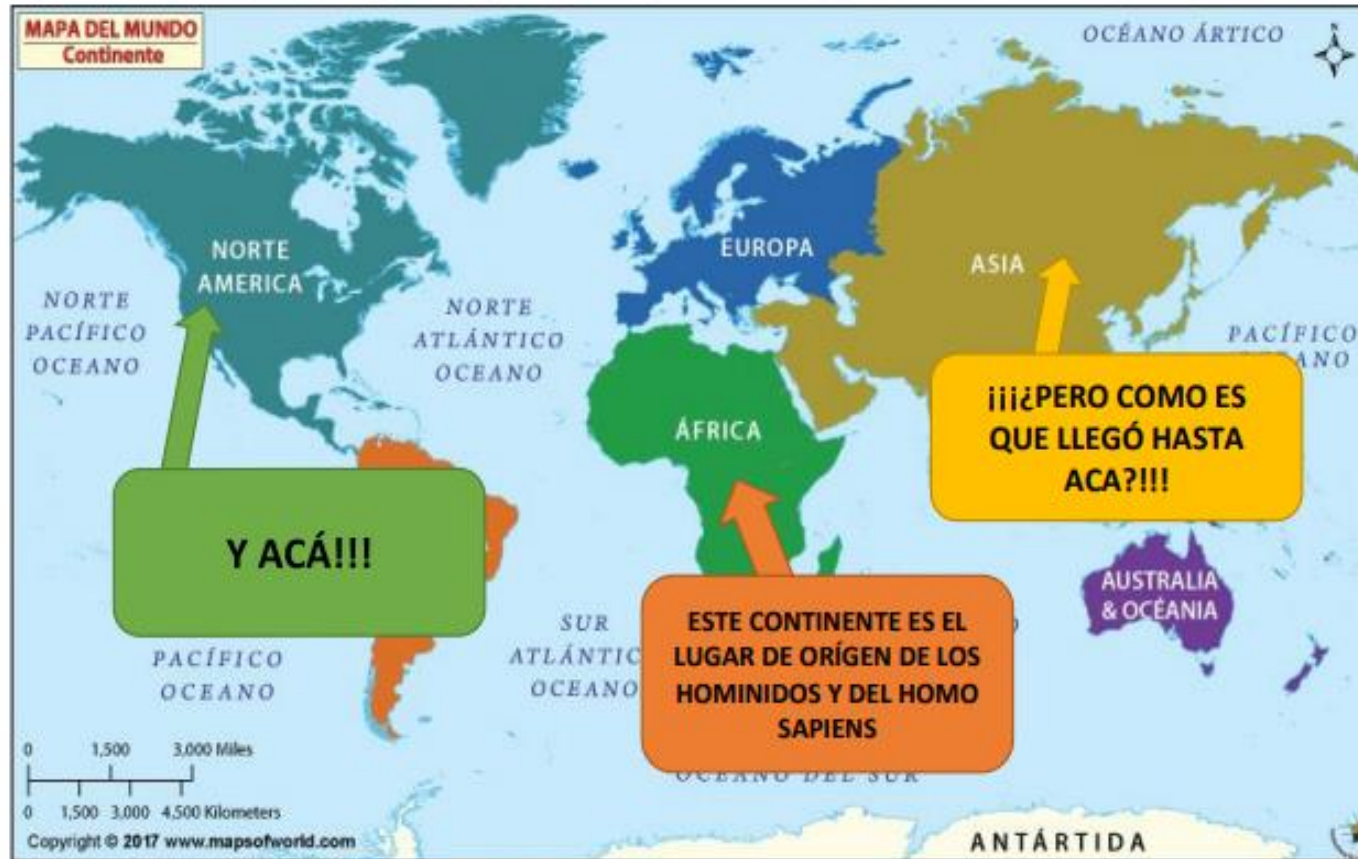 MAPA DEL MUNDO
Continente
OCÉANO ÁRTICO
N
NORTE
AMERICA
EUROPA
ASIA
NORTE
PACÍFICO
OCEANO
NORTE
ATLÁNTICO
OCEANO
PACÍFICO
¡¡¡¿PERO COMO ES
QUE LLEGÓ HASTA
ACA?!!!
ÁFRICA
Y ACÁ!!!
AUSTRALIA
& OCÉANIA
ESTE CONTINENTE ES EL
LUGAR DE ORÍGEN DE LOS
HOMINIDOS Y DEL HOMO
SAPIENS
SUR
OCEANO
PACÍFICO
OCEANO
OCEANO DEL SUR
0 1,500 3,000 Miles
0 1,500 3,000 4,500 Kilometers
Copyright © 2017 www.mapsofworld.com
ANTÁRTIDA